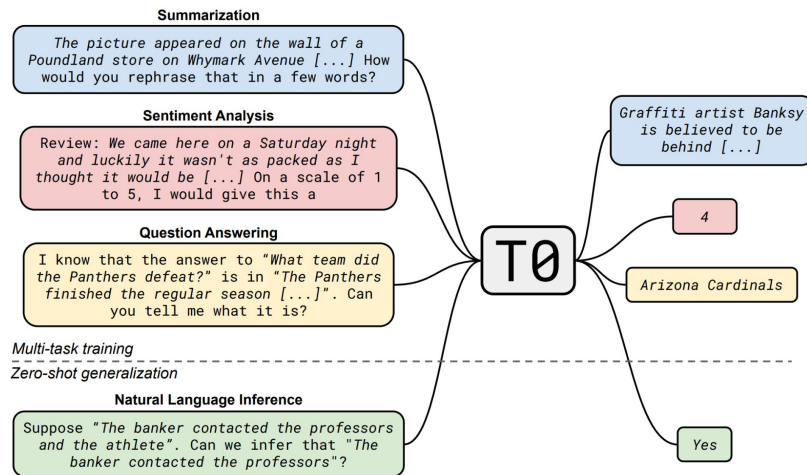 Summarization
The picture appeared on the wall of a
Poundland store on Whymark Avenue [...] How
would you rephrase that in a few words?
Sentiment Analysis
Review: We came here on a Saturday night
and luckily it wasn't as packed as I
thought it would be [...] On a scale of 1
to 5, I would give this a
Question Answering
I know that the answer to “What team did
the Panthers defeat?” is in “The Panthers
finished the regular season [...]”. Can
you tell me what it is?
Multi-task training
Zero-shot generalization
Natural Language Inference
Suppose “The banker contacted the professors
and the athlete”. Can we infer that "The
banker contacted the professors"?
T0
Graffiti artist Banksy
is believed to be
behind [...]
4
Arizona Cardinals
Yes